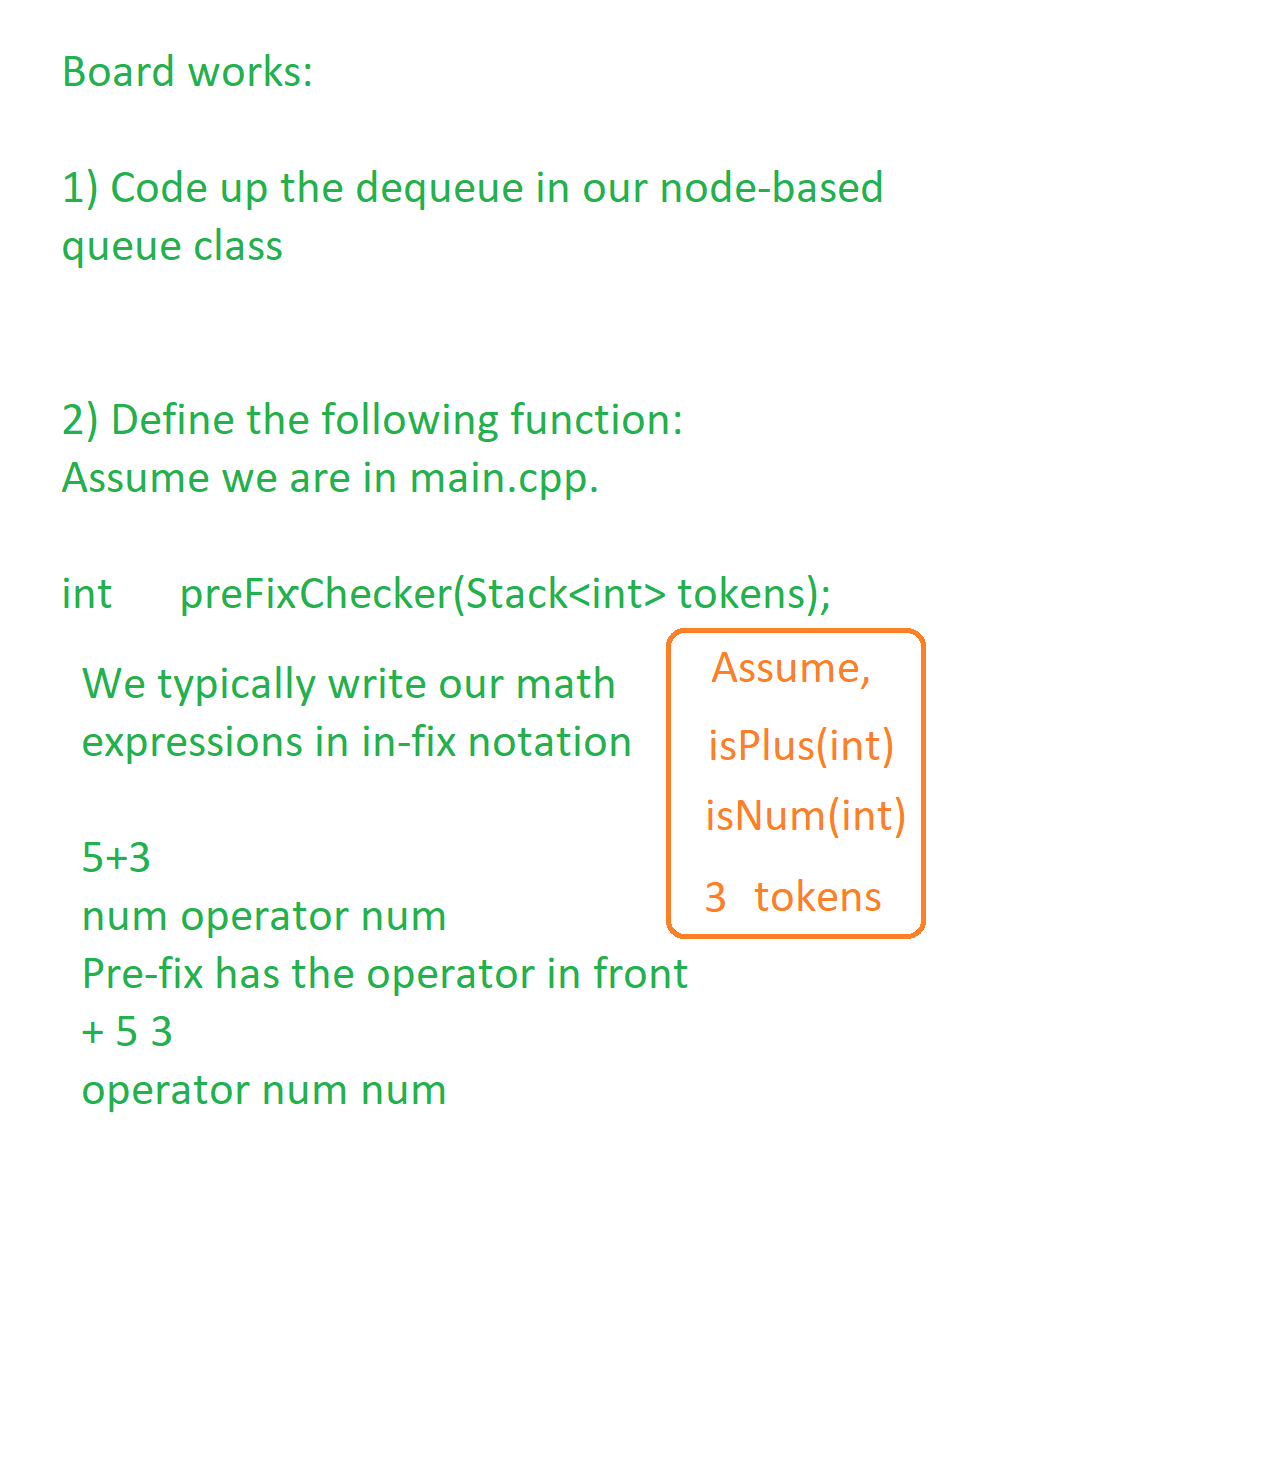 Board works:
1) Code up the dequeue in our node-based
queue class
2) Define the following function:
Assume we are in main.cpp.
int preFixChecker(Stack<int> tokens);
We typically write our math
expressions in in-fix notation
5+3
num operator num
Pre-fix has the operator in front
+ 5 3
operator num num
Assume,
isPlus(int)
isNum(int)
3 tokens